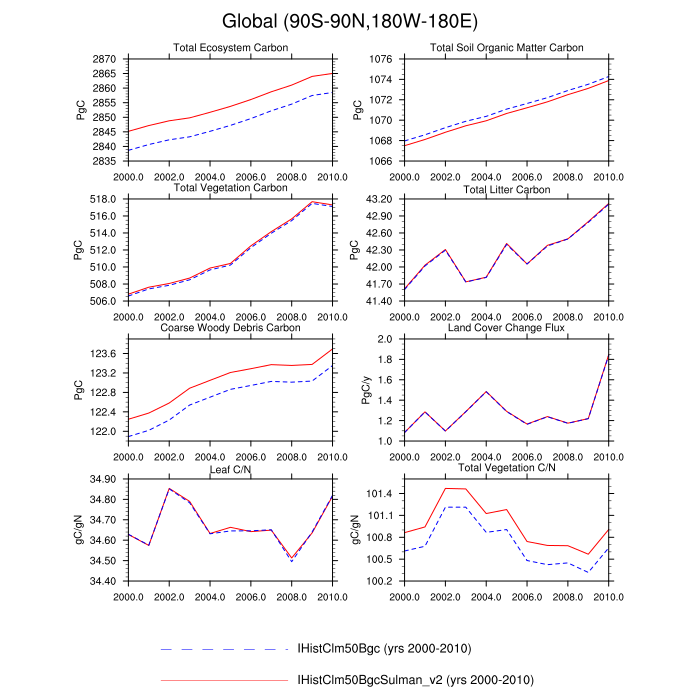 Global (90S-90N,180W-180E)
Total Ecosystem Carbon
PgC
2870
2865
2860
2855
2850
2845
2840
2835
2000.0 2002.0 2004.0 2006.0 2008.0 2010.0
Total Soil Organic Matter Carbon
PgC
1076
1074
1072
1070
1068
1066
2000.0 2002.0 2004.0 2006.0 2008.0 2010.0
Total Vegetation Carbon
PgC
518.0
516.0
514.0
512.0
510.0
508.0
506.0
2000.0 2002.0 2004.0 2006.0 2008.0 2010.0
Total Litter Carbon
PgC
43.20
42.90
42.60
42.30
42.00
41.70
41.40
2000.0 2002.0 2004.0 2006.0 2008.0 2010.0
Coarse Woody Debris Carbon
PgC
123.6
123.2
122.8
122.4
122.0
2000.0 2002.0 2004.0 2006.0 2008.0 2010.0
Land Cover Change Flux
PgC/y
2.0
1.8
1.6
1.4
1.2
1.0
2000.0 2002.0 2004.0 2006.0 2008.0 2010.0
Leaf C/N
gC/gN
34.90
34.80
34.70
34.60
34.50
34.40
2000.0 2002.0 2004.0 2006.0 2008.0 2010.0
Total Vegetation C/N
gC/gN
101.4
101.1
100.8
100.5
100.2
2000.0 2002.0 2004.0 2006.0 2008.0 2010.0
IHistClm50Bgc (yrs 2000-2010)
IHistClm50BgcSulman_v2 (yrs 2000-2010)